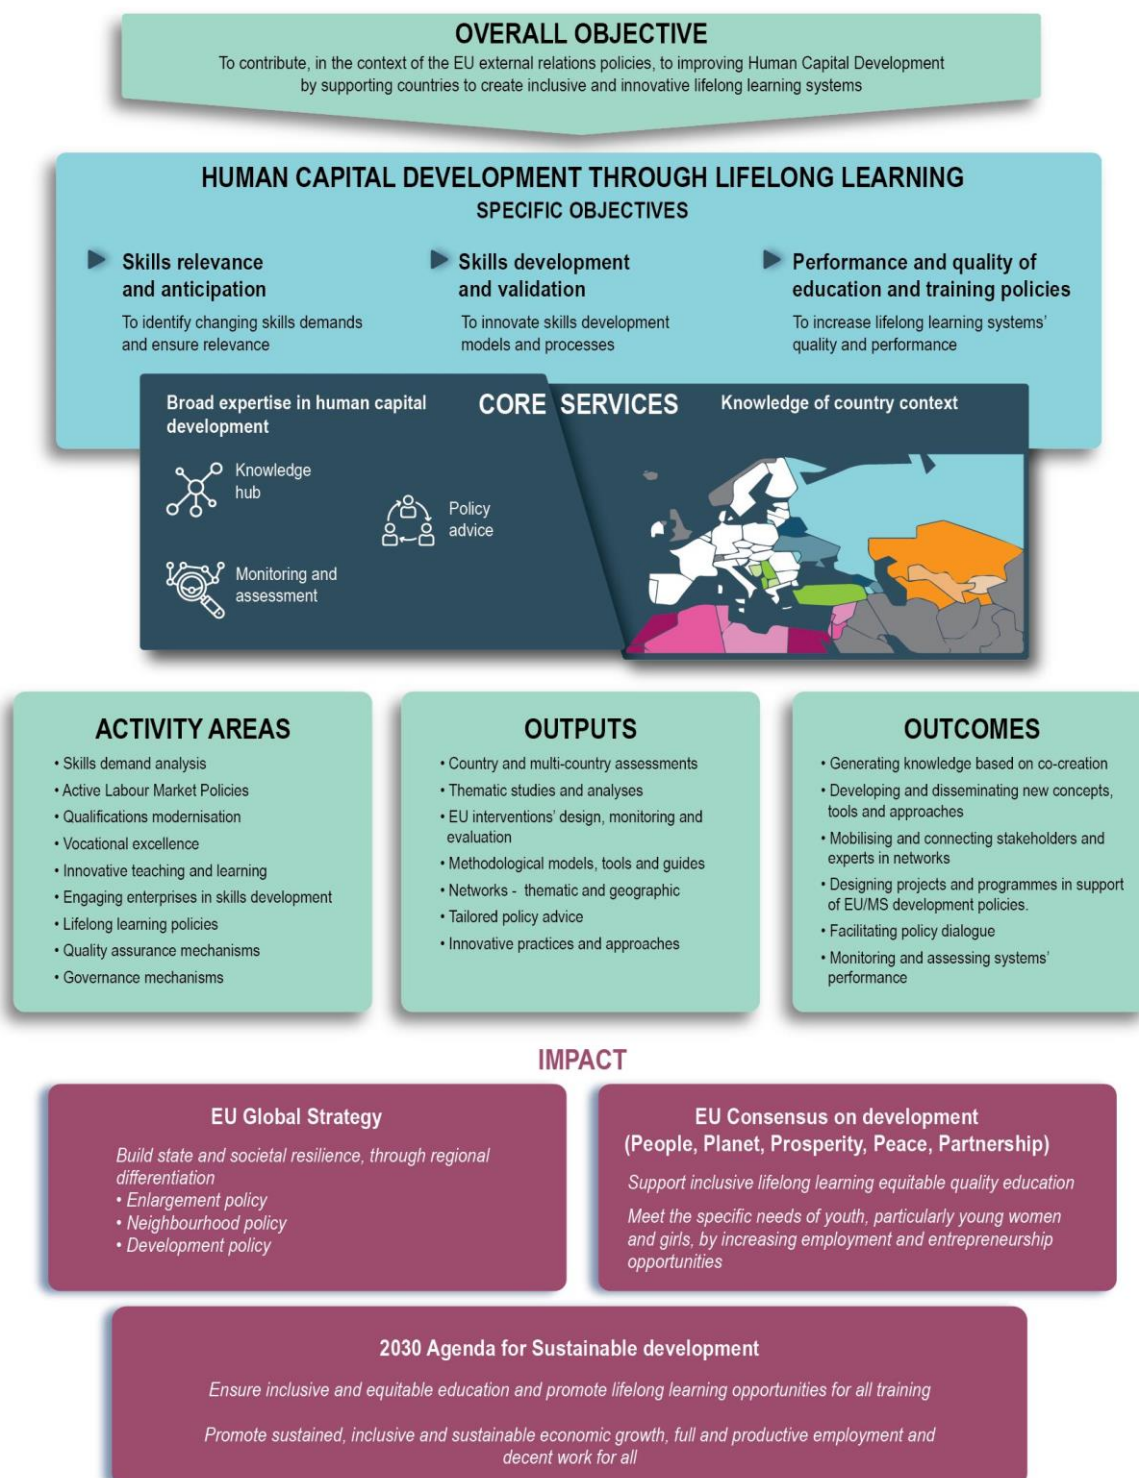 OVERALL OBJECTIVE
To contribute, in the context of the EU external relations policies, to improving Human Capital Development
by supporting countries to create inclusive and innovative lifelong learning systems
HUMAN CAPITAL DEVELOPMENT THROUGH LIFELONG LEARNING
SPECIFIC OBJECTIVES
Skills relevance
and anticipation
To identify changing skills demands
and ensure relevance
Skills development
and validation
To innovate skills development
models and processes
Performance and quality of
education and training policies
To increase lifelong learning systems'
quality and performance
CORE SERVICES
Broad expertise in human capital
development
Knowledge
hub
Policy
advice
Monitoring and
assessment
Knowledge of country context
ACTIVITY AREAS
• Skills demand analysis
• Active Labour Market Policies
• Qualifications modernisation
• Vocational excellence
• Innovative teaching and learning
• Engaging enterprises in skills development
• Lifelong learning policies
• Quality assurance mechanisms
• Governance mechanisms
OUTPUTS
• Country and multi-country assessments
• Thematic studies and analyses
• EU interventions' design, monitoring and
evaluation
• Methodological models, tools and guides
• Networks - thematic and geographic
• Tailored policy advice
• Innovative practices and approaches
OUTCOMES
• Generating knowledge based on co-creation
• Developing and disseminating new concepts,
tools and approaches
• Mobilising and connecting stakeholders and
experts in networks
• Designing projects and programmes in support
of EU/MS development policies.
• Facilitating policy dialogue
• Monitoring and assessing systems'
performance
IMPACT
EU Global Strategy
Build state and societal resilience, through regional
differentiation
• Enlargement policy
• Neighbourhood policy
• Development policy
EU Consensus on development
(People, Planet, Prosperity, Peace, Partnership)
Support inclusive lifelong learning equitable quality education
Meet the specific needs of youth, particularly young women
and girls, by increasing employment and entrepreneurship
opportunities
2030 Agenda for Sustainable development
Ensure inclusive and equitable education and promote lifelong learning opportunities for all training
Promote sustained, inclusive and sustainable economic growth, full and productive employment and
decent work for all